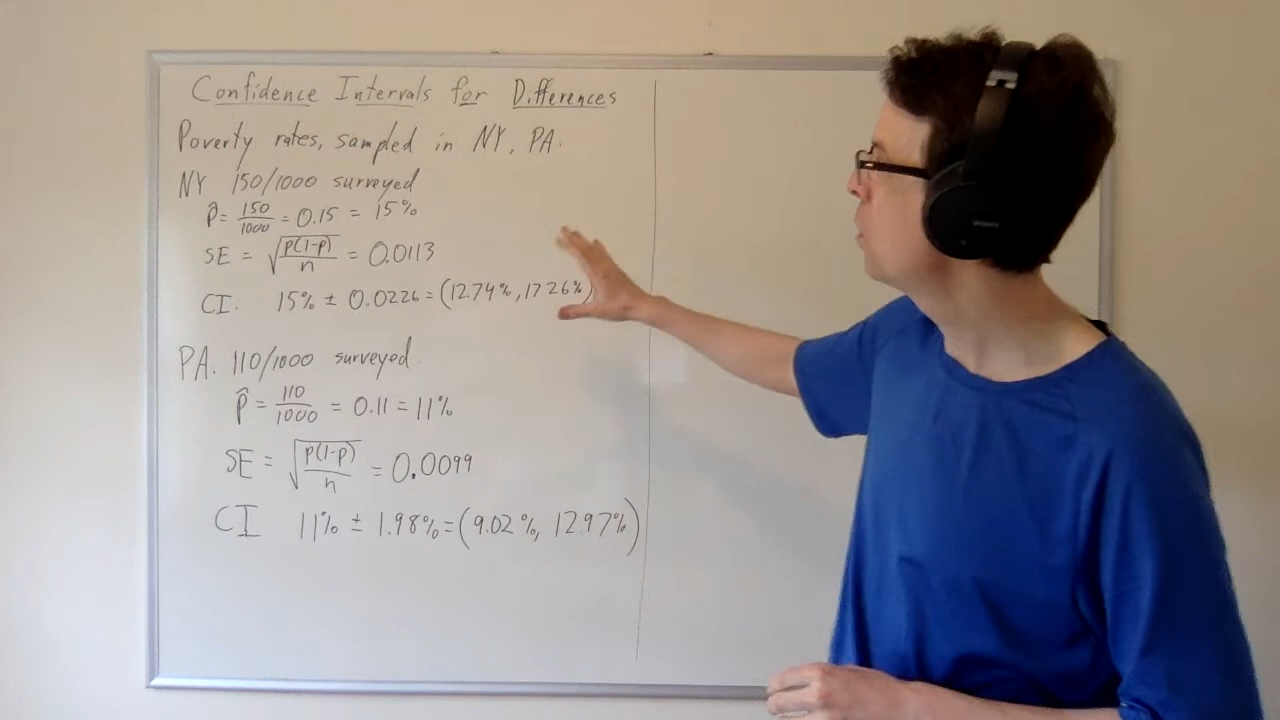 Confidence Intervals for Differences
Poverty rates, sampled in NY, PA.
NY 150/1000 surveyed
p̂ = 150/1000 = 0.15 = 15%
SE = √(p(1-p)/n) = 0.0113
CI. 15% ± 0.0226 = (12.74%, 17.26%)
PA. 110/1000 surveyed
p̂ = 110/1000 = 0.11 = 11%
SE = √(p(1-p)/n) = 0.0099
CI 11% ± 1.98% = (9.02%, 12.97%)
SONY